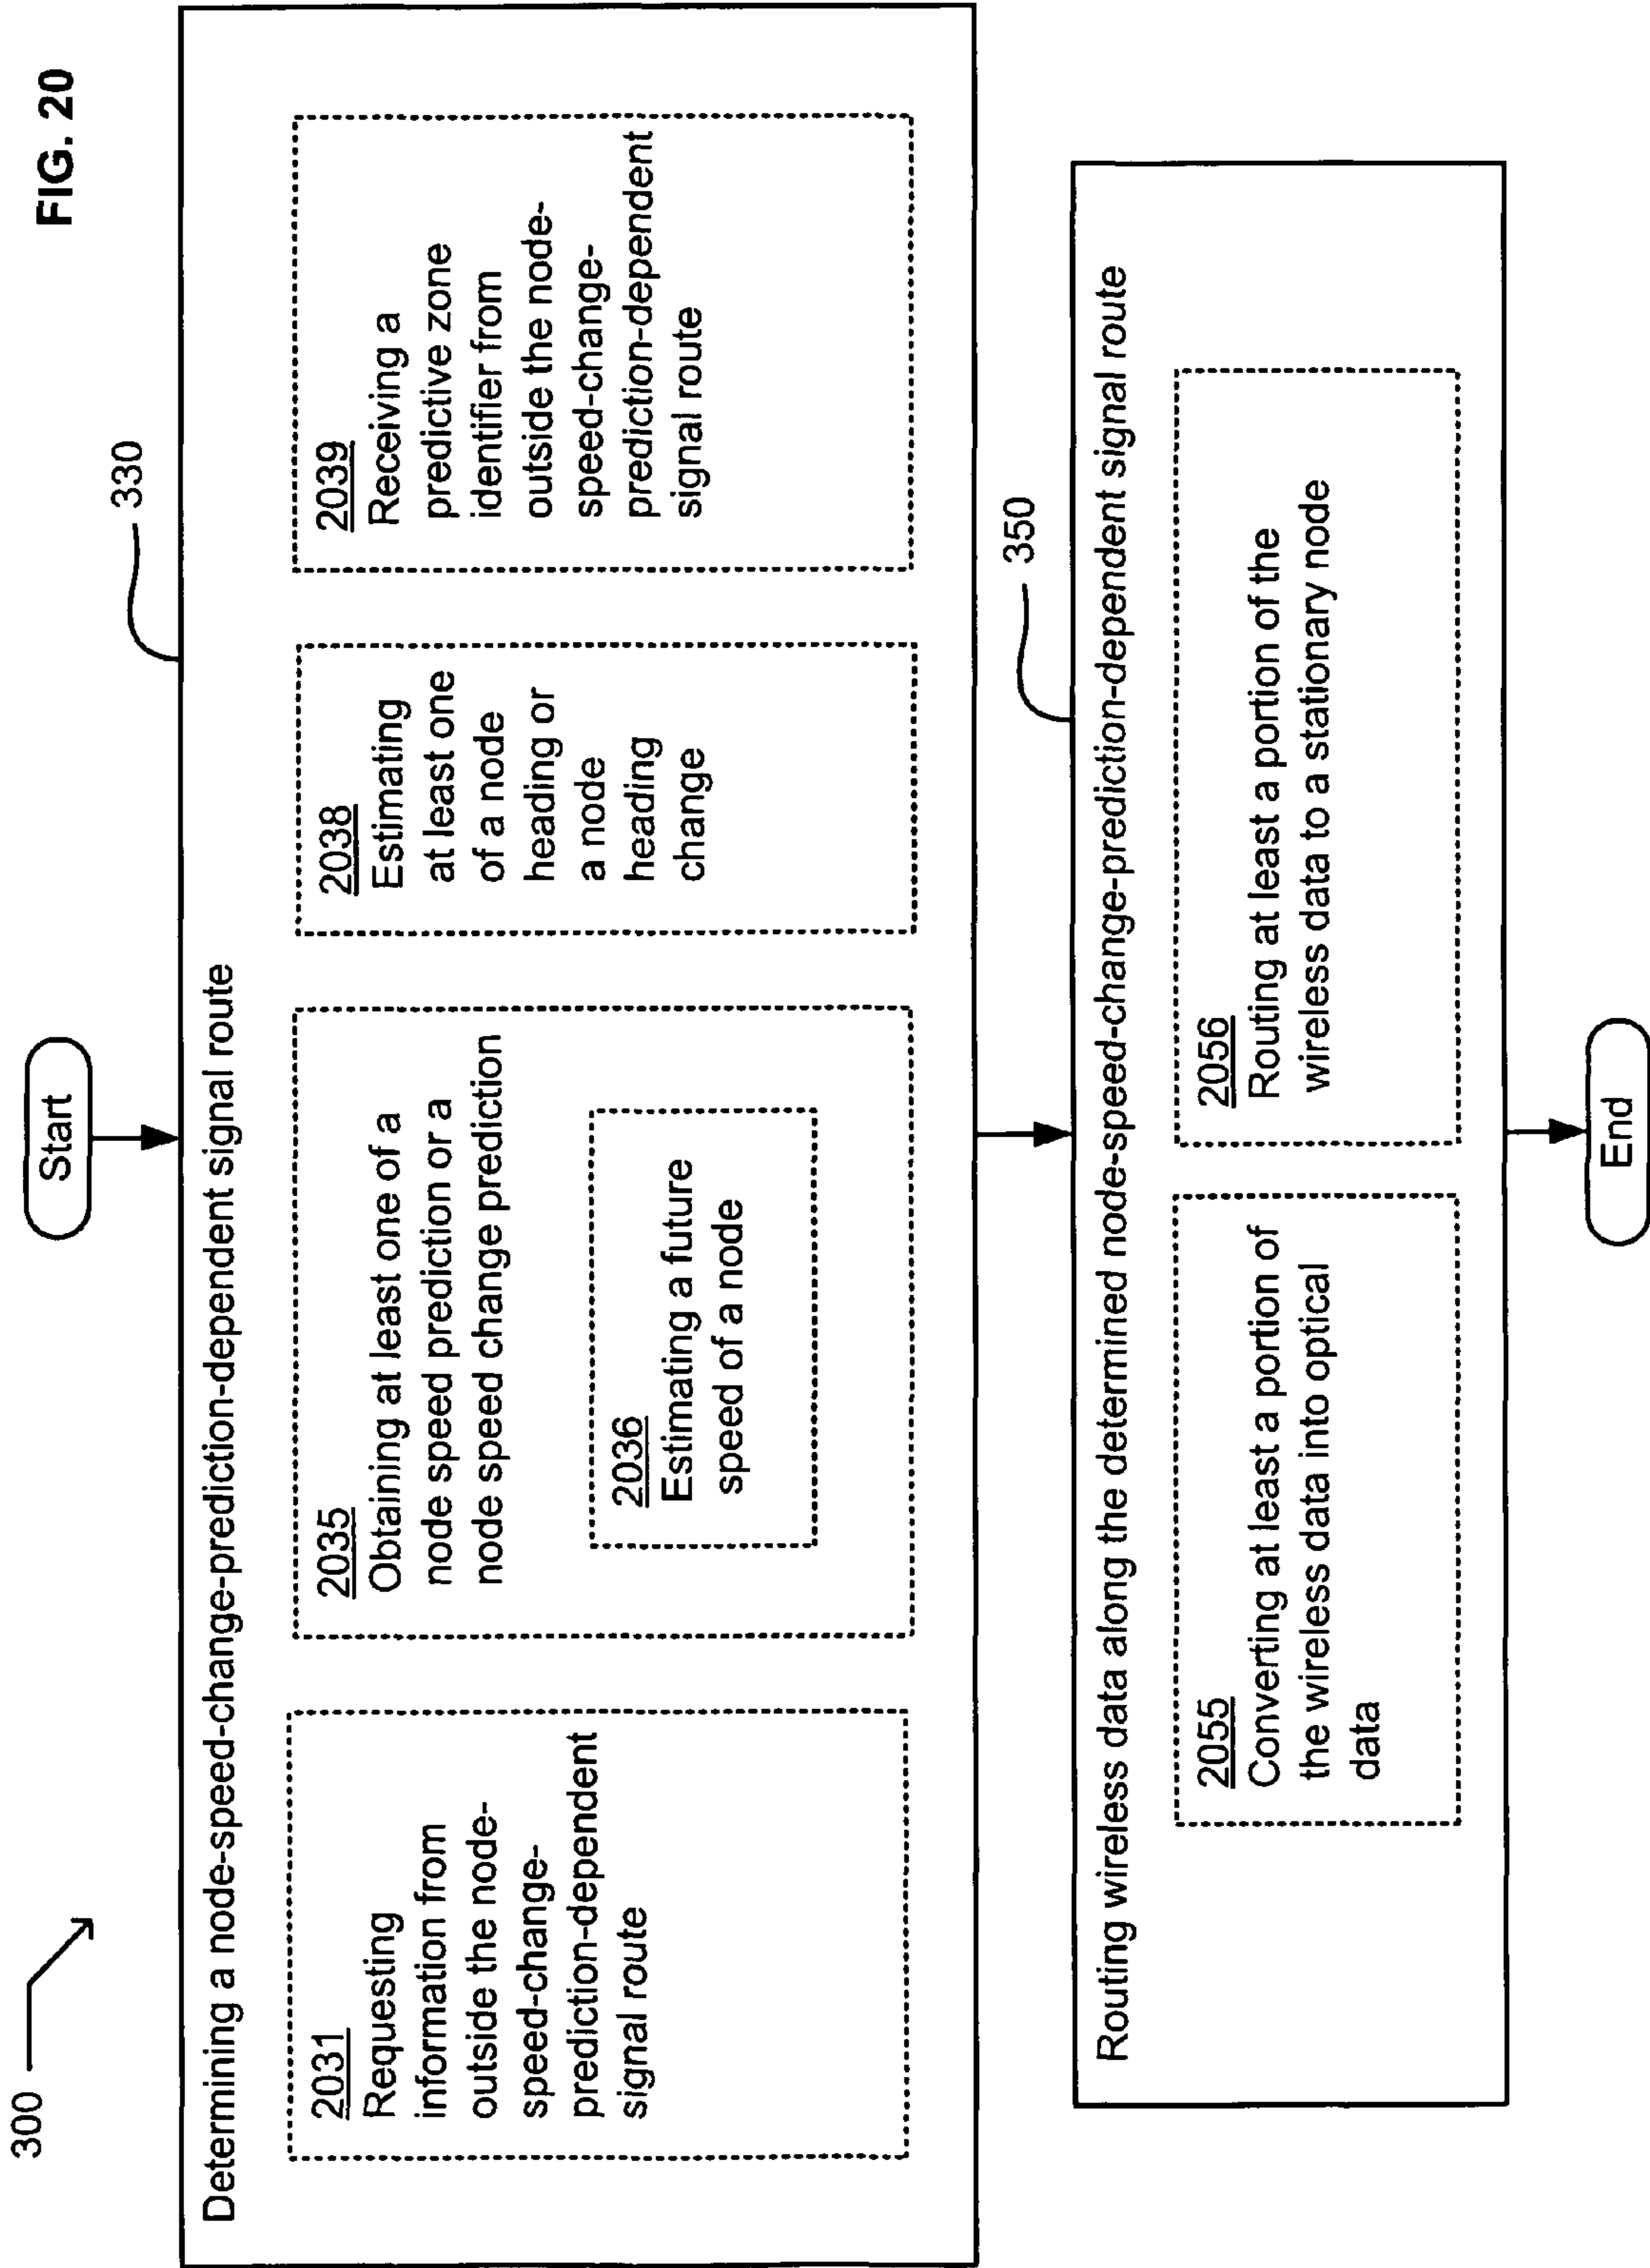 FIG. 20
300
Start
330
Determining a node-speed-change-prediction-dependent signal route
2031
Requesting
information from
outside the node-
speed-change-
prediction-dependent
signal route
2035
Obtaining at least one of a
node speed prediction or a
node speed change prediction
2036
Estimating a future
speed of a node
2038
Estimating
at least one
of a node
heading or
a node
heading
change
2039
Receiving a
predictive zone
identifier from
outside the node-
speed-change-
prediction-dependent
signal route
350
Routing wireless data along the determined node-speed-change-prediction-dependent signal route
2055
Converting at least a portion of
the wireless data into optical
data
2056
Routing at least a portion of the
wireless data to a stationary node
End